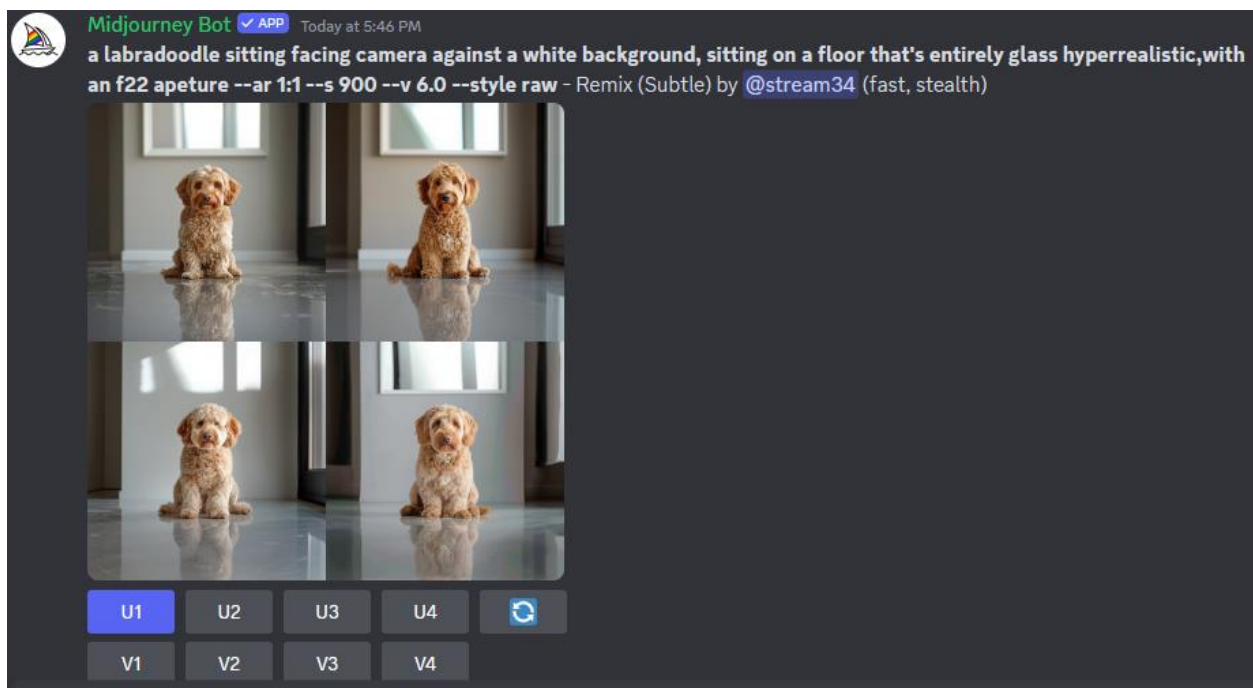 Midjourney Bot ✓ APP Today at 5:46 PM
a labradoodle sitting facing camera against a white background, sitting on a floor that's entirely glass hyperrealistic,with
an f22 apeture --ar 1:1 --s 900 --v 6.0 --style raw - Remix (Subtle) by @stream34 (fast, stealth)
U1 U2 U3 U4
V1 V2 V3 V4